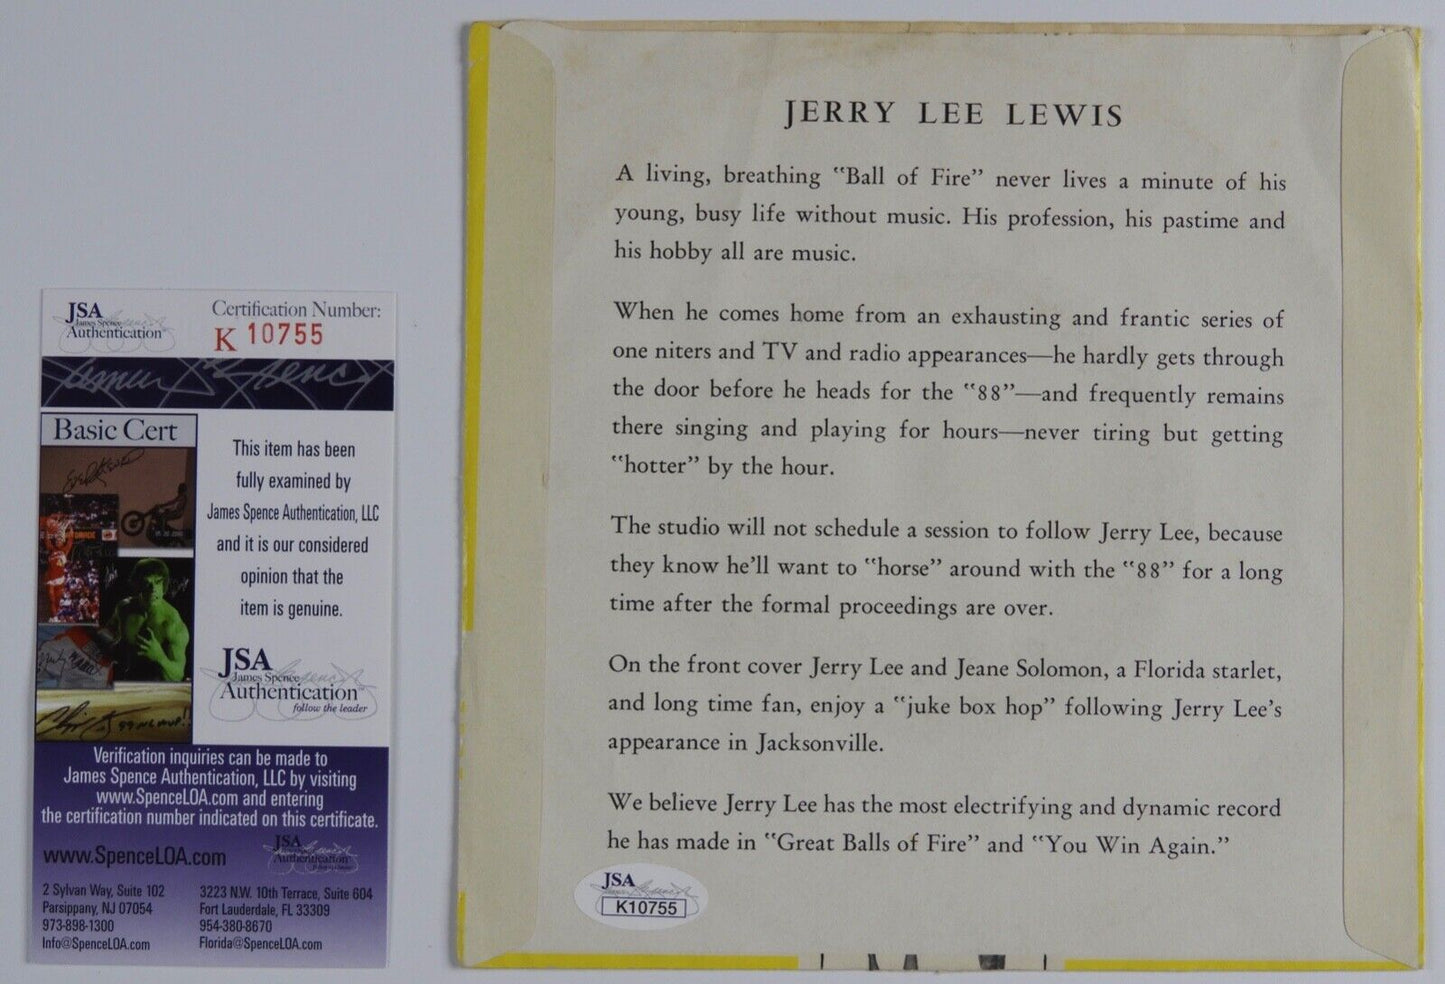 JSA
James Spence
Authentication
Certification Number:
K 10755
Basic Cert
This item has been
fully examined by
James Spence Authentication, LLC
and it is our considered
opinion that the
item is genuine.
JSA
James Spence
Authentication
follow the leader
Verification inquiries can be made to
James Spence Authentication, LLC by visiting
www.SpenceLOA.com and entering
the certification number indicated on this certificate.
www.SpenceLOA.com
JSA
Authentication
2 Sylvan Way, Suite 102
Parsippany, NJ 07054
973-898-1300
Info@SpenceLOA.com
3223 N.W. 10th Terrace, Suite 604
Fort Lauderdale, FL 33309
954-380-8670
Florida@SpenceLOA.com
JERRY LEE LEWIS
A living, breathing "Ball of Fire" never lives a minute of his
young, busy life without music. His profession, his pastime and
his hobby all are music.
When he comes home from an exhausting and frantic series of
one niters and TV and radio appearances—he hardly gets through
the door before he heads for the "88"—and frequently remains
there singing and playing for hours—never tiring but getting
"hotter" by the hour.
The studio will not schedule a session to follow Jerry Lee, because
they know he'll want to "horse" around with the "88" for a long
time after the formal proceedings are over.
On the front cover Jerry Lee and Jeane Solomon, a Florida starlet,
and long time fan, enjoy a "juke box hop" following Jerry Lee's
appearance in Jacksonville.
We believe Jerry Lee has the most electrifying and dynamic record
he has made in "Great Balls of Fire" and "You Win Again."
JSA
K10755